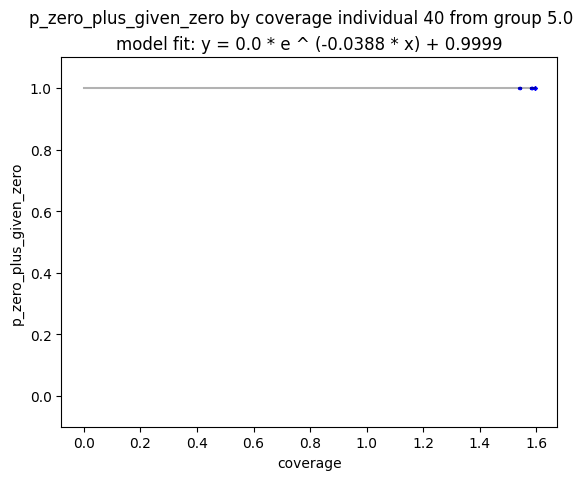 p_zero_plus_given_zero by coverage individual 40 from group 5.0
model fit: y = 0.0 * e ^ (-0.0388 * x) + 0.9999
1.0
0.8
0.6
0.4
0.2
0.0
p_zero_plus_given_zero
0.0 0.2 0.4 0.6 0.8 1.0 1.2 1.4 1.6
coverage